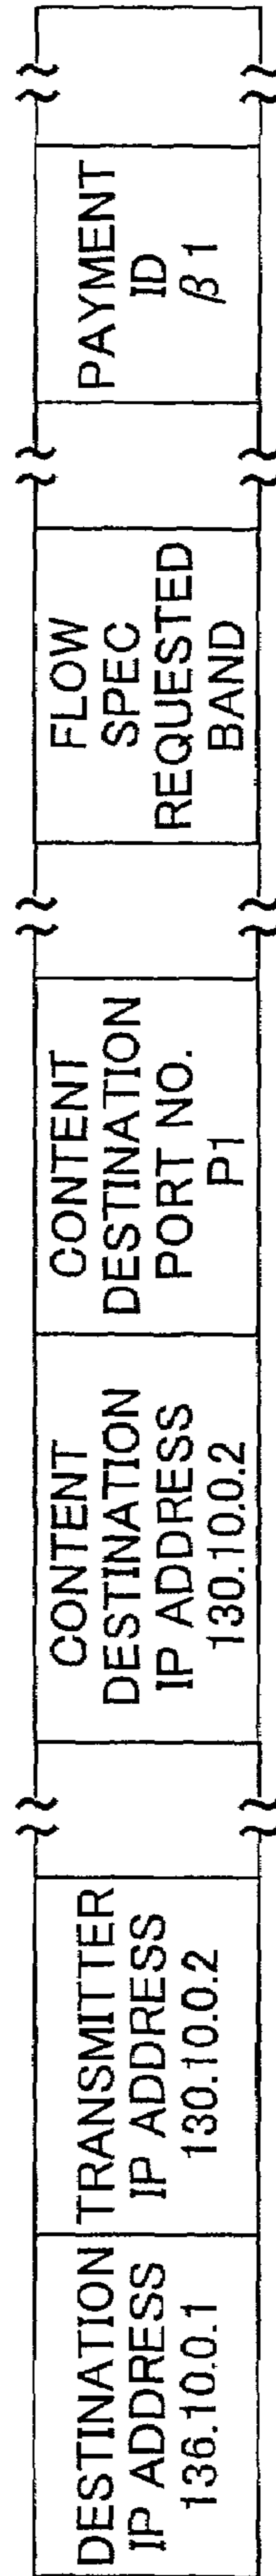 DESTINATION
IP ADDRESS
136.10.0.1
TRANSMITTER
IP ADDRESS
130.10.0.2
CONTENT
DESTINATION
IP ADDRESS
130.10.0.2
CONTENT
DESTINATION
PORT NO.
P1
FLOW
SPEC
REQUESTED
BAND
PAYMENT
ID
β1